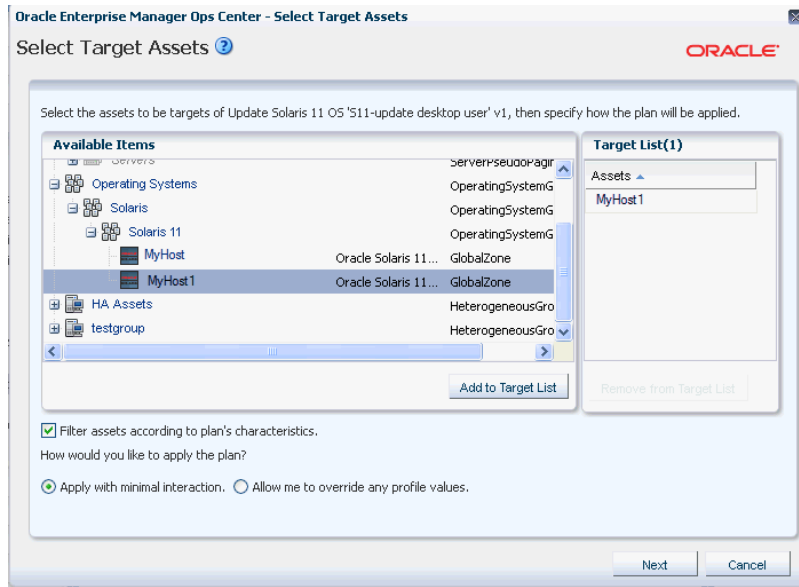 Oracle Enterprise Manager Ops Center - Select Target Assets
Select Target Assets ?
ORACLE
Select the assets to be targets of Update Solaris 11 OS 'S11-update desktop user' v1, then specify how the plan will be applied.
Available Items
Servers ServerPseudoPagir
Operating Systems OperatingSystemG
Solaris OperatingSystemG
Solaris 11 OperatingSystemG
MyHost Oracle Solaris 11... GlobalZone
MyHost1 Oracle Solaris 11... GlobalZone
HA Assets HeterogeneousGro
testgroup HeterogeneousGro
Add to Target List
Target List(1)
Assets
MyHost1
Remove from Target List
Filter assets according to plan's characteristics.
How would you like to apply the plan?
Apply with minimal interaction. Allow me to override any profile values.
Next Cancel